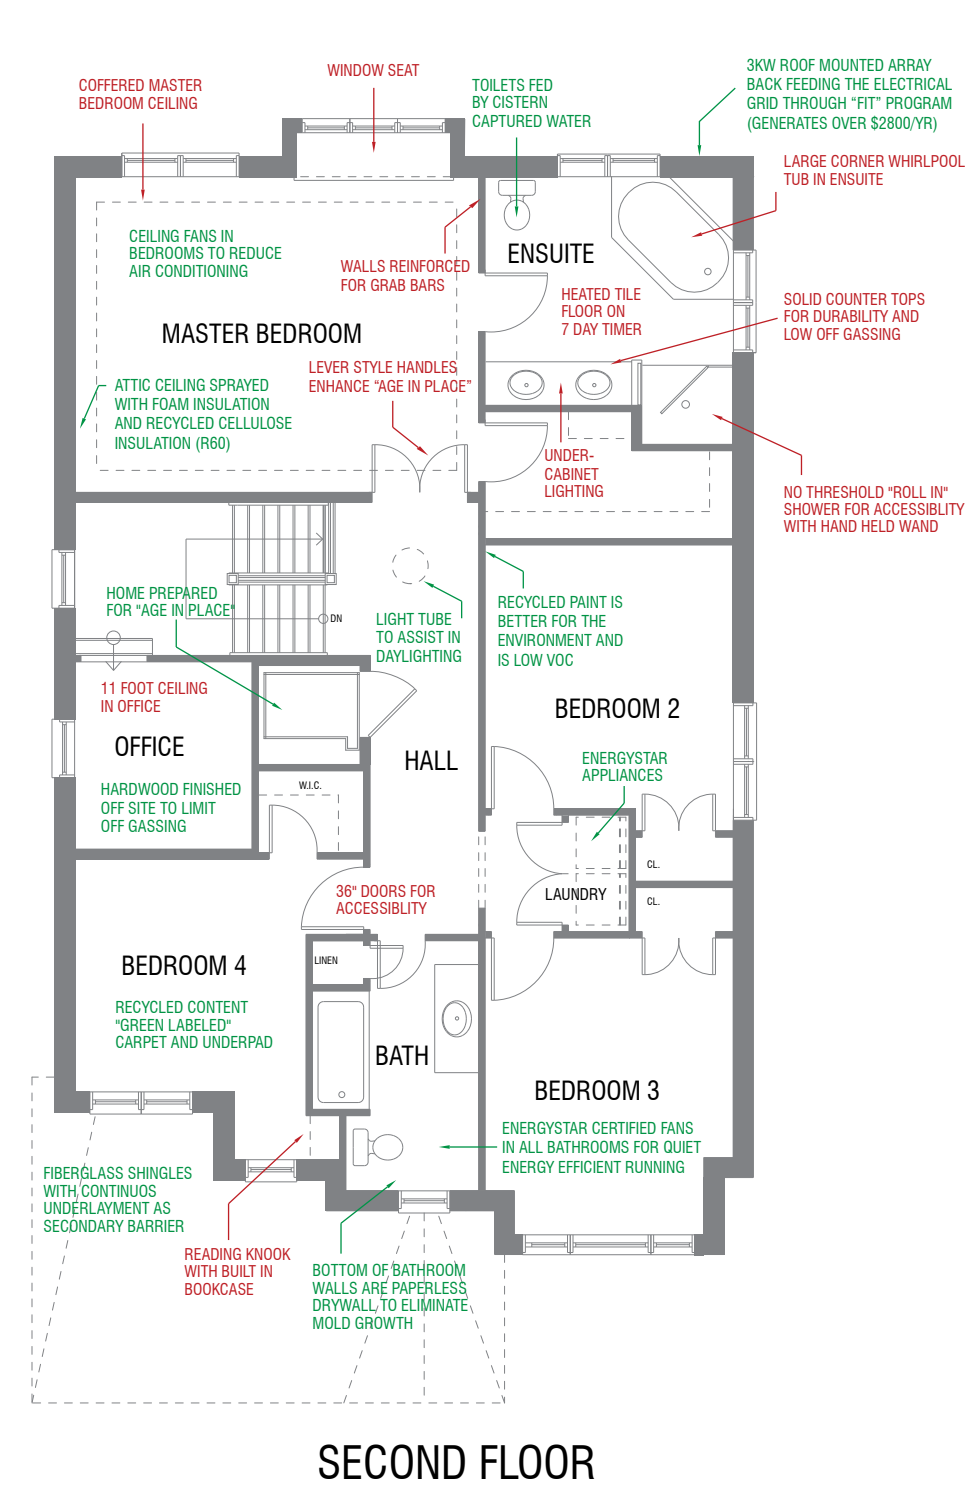 3KW ROOF MOUNTED ARRAY
BACK FEEDING THE ELECTRICAL
GRID THROUGH “FIT” PROGRAM
(GENERATES OVER $2800/YR)
WINDOW SEAT
COFFERED MASTER
BEDROOM CEILING
TOILETS FED
BY CISTERN
CAPTURED WATER
LARGE CORNER WHIRLPOOL
TUB IN ENSUITE
CEILING FANS IN
BEDROOMS TO REDUCE
AIR CONDITIONING
WALLS REINFORCED
FOR GRAB BARS
ENSUITE
HEATED TILE
FLOOR ON
7 DAY TIMER
SOLID COUNTER TOPS
FOR DURABILITY AND
LOW OFF GASSING
MASTER BEDROOM
LEVER STYLE HANDLES
ENHANCE “AGE IN PLACE”
ATTIC CEILING SPRAYED
WITH FOAM INSULATION
AND RECYCLED CELLULOSE
INSULATION (R60)
UNDER-
CABINET
LIGHTING
NO THRESHOLD "ROLL IN"
SHOWER FOR ACCESSIBLITY
WITH HAND HELD WAND
HOME PREPARED
FOR "AGE IN PLACE"
DN
LIGHT TUBE
TO ASSIST IN
DAYLIGHTING
RECYCLED PAINT IS
BETTER FOR THE
ENVIRONMENT AND
IS LOW VOC
11 FOOT CEILING
IN OFFICE
OFFICE
HARDWOOD FINISHED
OFF SITE TO LIMIT
OFF GASSING
HALL
BEDROOM 2
ENERGYSTAR
APPLIANCES
W.I.C.
CL.
LAUNDRY
CL.
36" DOORS FOR
ACCESSIBLITY
LINEN
BEDROOM 4
RECYCLED CONTENT
"GREEN LABELED"
CARPET AND UNDERPAD
BATH
BEDROOM 3
ENERGYSTAR CERTIFIED FANS
IN ALL BATHROOMS FOR QUIET
ENERGY EFFICIENT RUNNING
FIBERGLASS SHINGLES
WITH CONTINUOS
UNDERLAYMENT AS
SECONDARY BARRIER
READING KNOOK
WITH BUILT IN
BOOKCASE
BOTTOM OF BATHROOM
WALLS ARE PAPERLESS
DRYWALL TO ELIMINATE
MOLD GROWTH
SECOND FLOOR